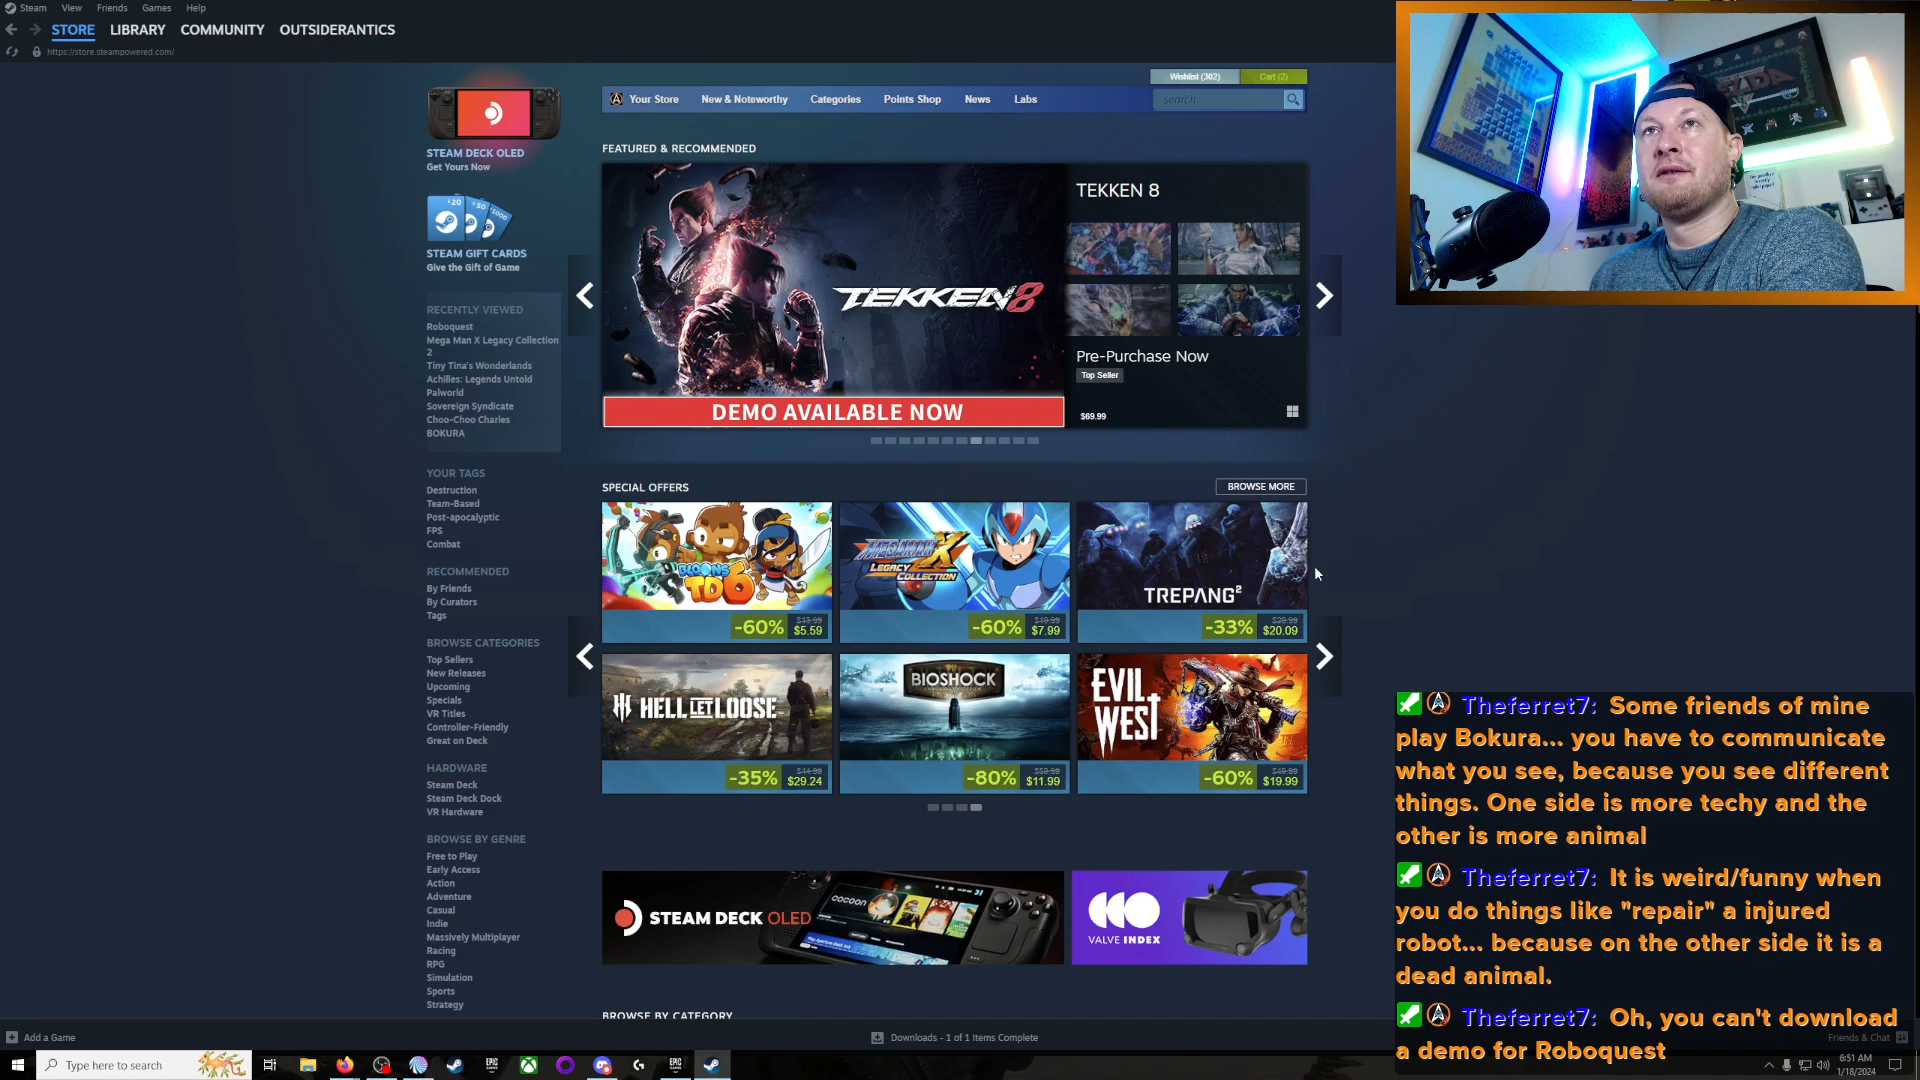 Steam View Friends Games Help
STORE LIBRARY COMMUNITY OUTSIDERANTICS
https://store.steampowered.com/
Wishlist (302) Cart (2)
Your Store New & Noteworthy Categories Points Shop News Labs search
STEAM DECK OLED
Get Yours Now
STEAM GIFT CARDS
Give the Gift of Game
RECENTLY VIEWED
Roboquest
Mega Man X Legacy Collection
2
Tiny Tina's Wonderlands
Achilles: Legends Untold
Palworld
Sovereign Syndicate
Choo-Choo Charles
BOKURA
YOUR TAGS
Destruction
Team-Based
Post-apocalyptic
FPS
Combat
RECOMMENDED
By Friends
By Curators
Tags
BROWSE CATEGORIES
Top Sellers
New Releases
Upcoming
Specials
VR Titles
Controller-Friendly
Great on Deck
HARDWARE
Steam Deck
Steam Deck Dock
VR Hardware
BROWSE BY GENRE
Free to Play
Early Access
Action
Adventure
Casual
Indie
Massively Multiplayer
Racing
RPG
Simulation
Sports
Strategy
FEATURED & RECOMMENDED
TEKKEN 8
TEKKEN 8
Pre-Purchase Now
Top Seller
$69.99
DEMO AVAILABLE NOW
SPECIAL OFFERS BROWSE MORE
BLOONS TD 6
-60% $13.99 $5.59
MEGAMAN X LEGACY COLLECTION
-60% $19.99 $7.99
TREPANG²
-33% $29.99 $20.09
HELL LET LOOSE
-35% $44.99 $29.24
BIOSHOCK
-80% $59.99 $11.99
EVIL WEST
-60% $49.99 $19.99
STEAM DECK OLED
VALVE INDEX
BROWSE BY CATEGORY
Theferret7: Some friends of mine
play Bokura... you have to communicate
what you see, because you see different
things. One side is more techy and the
other is more animal
Theferret7: It is weird/funny when
you do things like "repair" a injured
robot... because on the other side it is a
dead animal.
Theferret7: Oh, you can't download
a demo for Roboquest
Add a Game Downloads - 1 of 1 Items Complete Friends & Chat
Type here to search
6:51 AM
1/18/2024